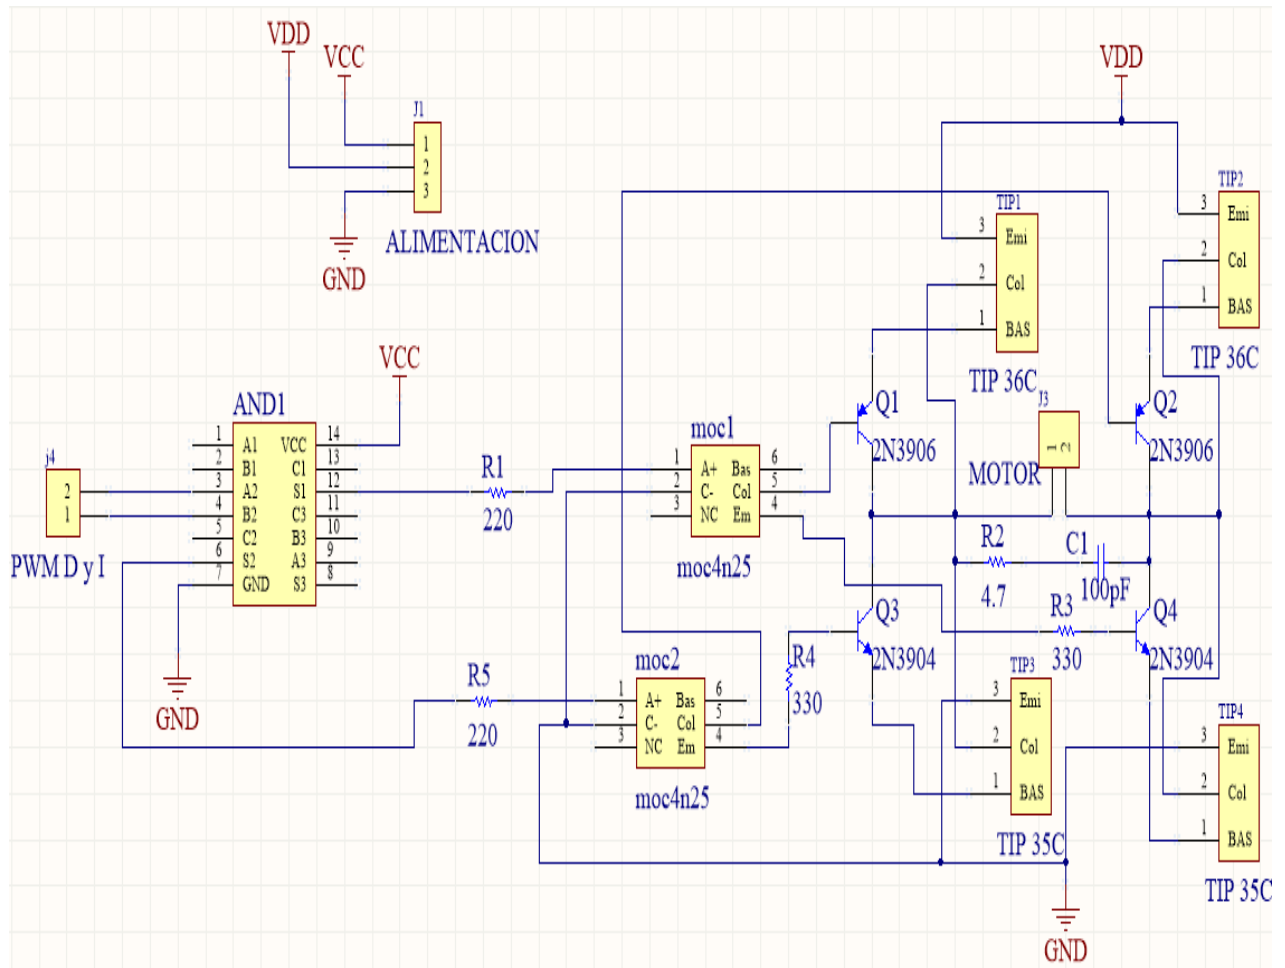 VDD
VCC
J1
1
2
3
ALIMENTACION
GND
VDD
TIP2
3 Emi
2 Col
1 BAS
TIP 36C
TIP1
3 Emi
2 Col
1 BAS
TIP 36C
VCC
AND1
1 A1 VCC 14
2 B1 C1 13
3 A2 S1 12
4 B2 C3 11
5 C2 B3 10
6 S2 A3 9
7 GND S3 8
j4
2
1
PWM D y I
GND
R1
220
moc1
1 A+ Bas 6
2 C- Col 5
3 NC Em 4
moc4n25
Q1
2N3906
J3
1
2
MOTOR
Q2
2N3906
R2
4.7
C1
100pF
R3
330
Q3
2N3904
Q4
2N3904
R5
220
moc2
1 A+ Bas 6
2 C- Col 5
3 NC Em 4
moc4n25
R4
330
TIP3
3 Emi
2 Col
1 BAS
TIP 35C
TIP4
3 Emi
2 Col
1 BAS
TIP 35C
GND